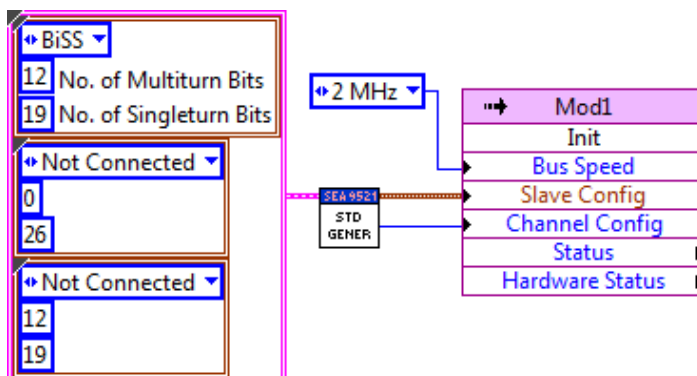 BiSS
12 No. of Multiturn Bits
19 No. of Singleturn Bits
Not Connected
0
26
Not Connected
12
19
2 MHz
SEA 9521
STD
GENER
Mod1
Init
Bus Speed
Slave Config
Channel Config
Status
Hardware Status